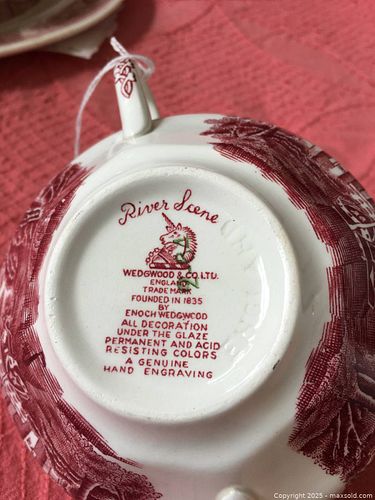 River Scene
WEDGWOOD & CO. LTD.
ENGLAND
TRADE MARK
FOUNDED IN 1835
BY
ENOCH WEDGWOOD
ALL DECORATION
UNDER THE GLAZE
PERMANENT AND ACID
RESISTING COLORS
A GENUINE
HAND ENGRAVING
Copyright © 2025 - maxsold.com